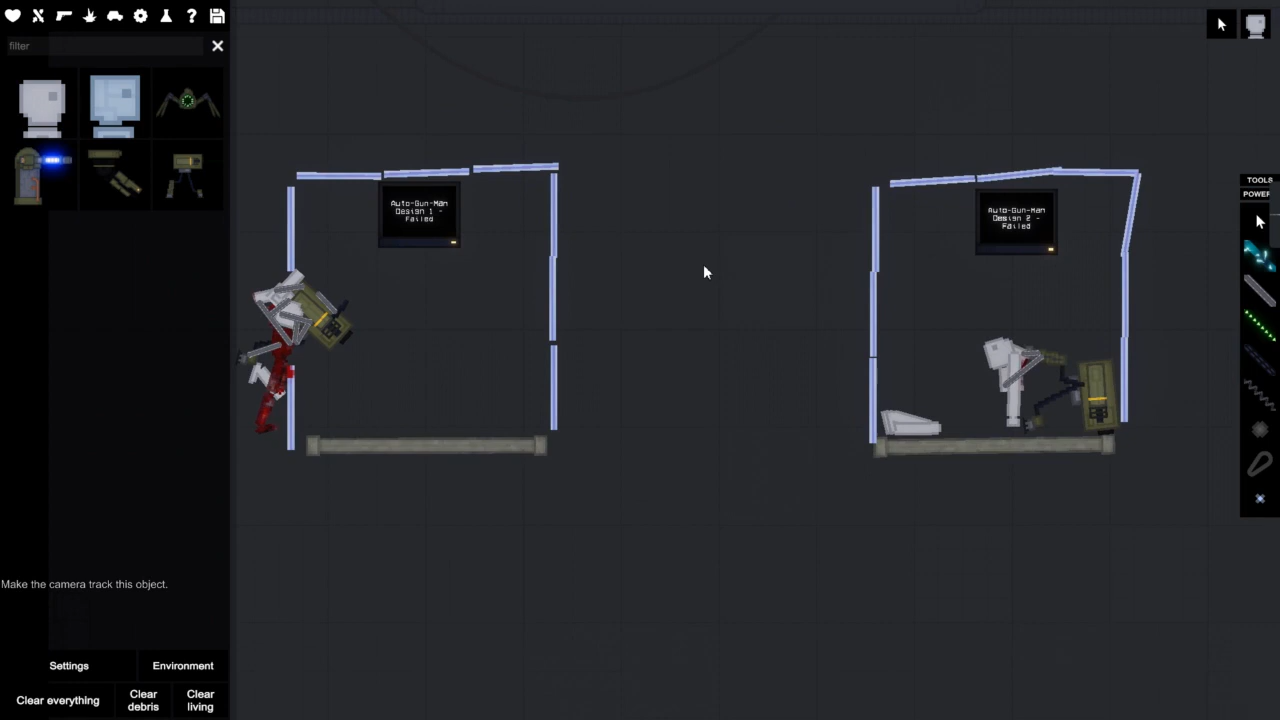 filter
TOOLS
POWER
Auto-Gun-Man
Design 1 -
Failed
Auto-Gun-Man
Design 2 -
Failed
Make the camera track this object.
Settings
Environment
Clear everything
Clear
debris
Clear
living